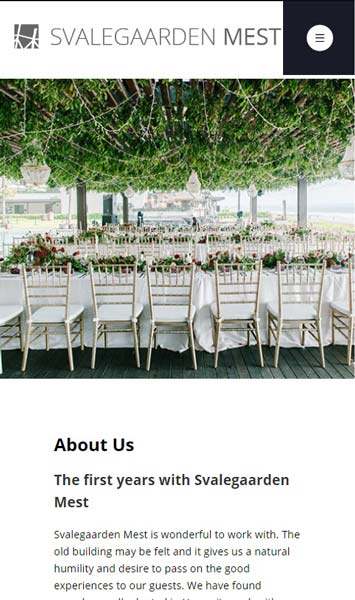 SVALEGAARDEN MEST
About Us
The first years with Svalegaarden
Mest
Svalegaarden Mest is wonderful to work with. The
old building may be felt and it gives us a natural
humility and desire to pass on the good
experiences to our guests. We have found